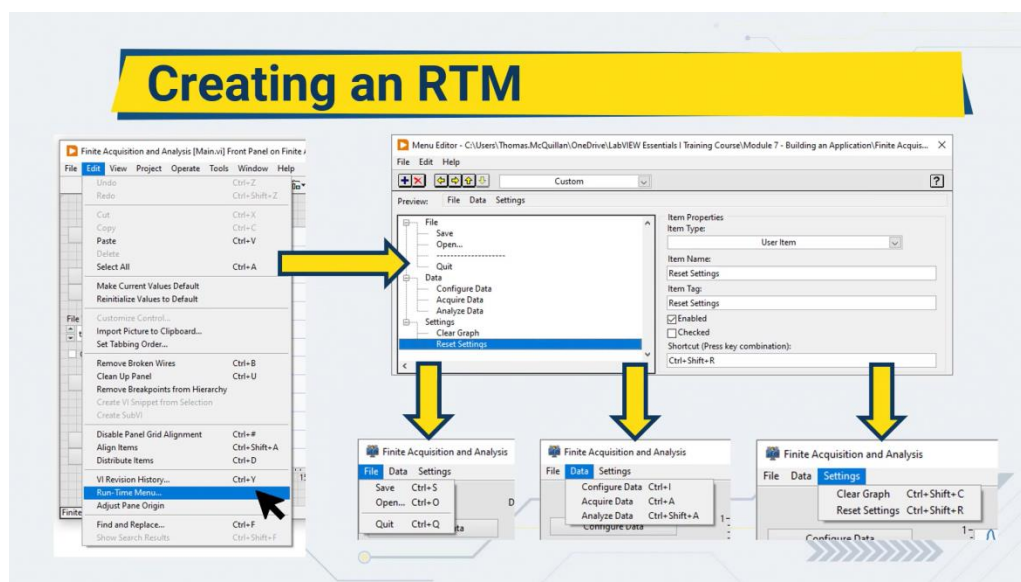 Creating an RTM
Finite Acquisition and Analysis [Main.vi] Front Panel on Finite
File Edit View Project Operate Tools Window Help
Undo Ctrl+Z
Redo Ctrl+Shift+Z
Cut Ctrl+X
Copy Ctrl+C
Paste Ctrl+V
Delete
Select All Ctrl+A
Make Current Values Default
Reinitialize Values to Default
File
Customize Control...
Import Picture to Clipboard...
Set Tabbing Order...
Remove Broken Wires Ctrl+B
Clean Up Panel Ctrl+U
Remove Breakpoints from Hierarchy
Create VI Snippet from Selection
Create SubVI
Disable Panel Grid Alignment Ctrl+#
Align Items Ctrl+Shift+A
Distribute Items Ctrl+D
VI Revision History... Ctrl+Y
Run-Time Menu...
Adjust Pane Origin
Finite
Find and Replace... Ctrl+F
Show Search Results Ctrl+Shift+F
Menu Editor - C:\Users\Thomas.McQuillan\OneDrive\LabVIEW Essentials I Training Course\Module 7 - Building an Application\Finite Acquis...
File Edit Help
Custom
Preview: File Data Settings
File
Save
Open...
--------------------
Quit
Data
Configure Data
Acquire Data
Analyze Data
Settings
Clear Graph
Reset Settings
Item Properties
Item Type:
User Item
Item Name:
Reset Settings
Item Tag:
Reset Settings
Enabled
Checked
Shortcut (Press key combination):
Ctrl+Shift+R
Finite Acquisition and Analysis
File Data Settings
Save Ctrl+S
Open... Ctrl+O
Quit Ctrl+Q
Finite Acquisition and Analysis
File Data Settings
Configure Data Ctrl+I
Acquire Data Ctrl+A
Analyze Data Ctrl+Shift+A
Configure Data
Finite Acquisition and Analysis
File Data Settings
Clear Graph Ctrl+Shift+C
Reset Settings Ctrl+Shift+R
Configure Data